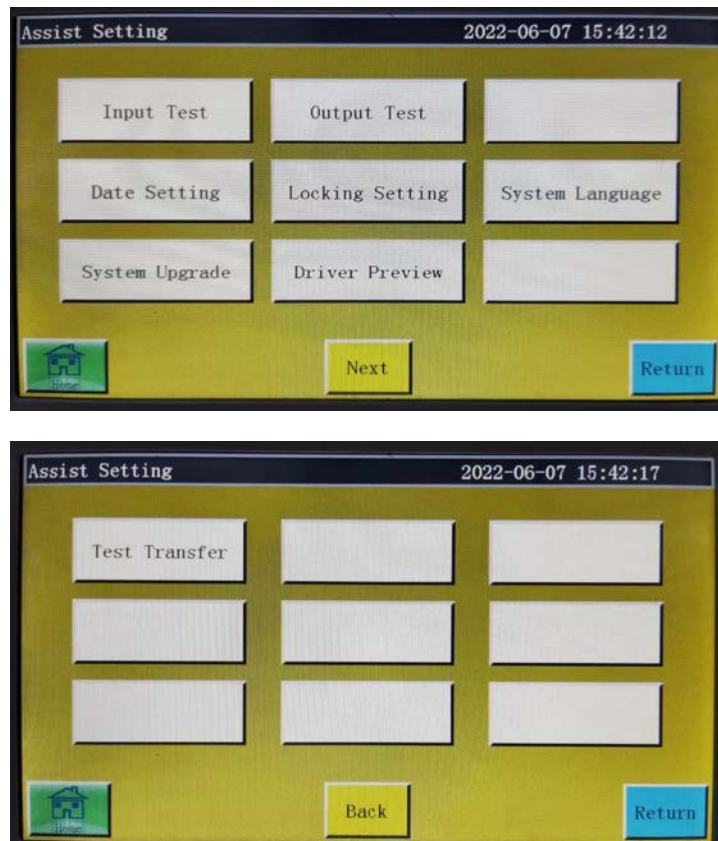 Assist Setting 2022-06-07 15:42:12
Input Test Output Test
Date Setting Locking Setting System Language
System Upgrade Driver Preview
Home Next Return
Assist Setting 2022-06-07 15:42:17
Test Transfer
Home Back Return